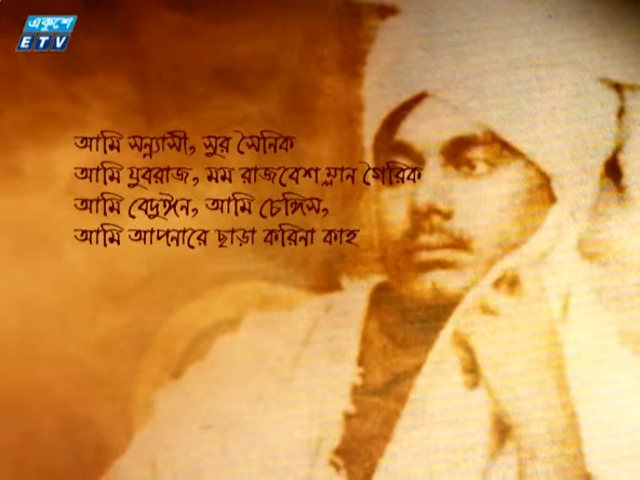 একুশে
ETV
আমি সন্ন্যাসী, সুর সৈনিক
আমি যুবরাজ, মম রাজবেশ ম্লান গৈরিক
আমি বেদুঈন, আমি চেঙ্গিস,
আমি আপনারে ছাড়া করিনা কাহ